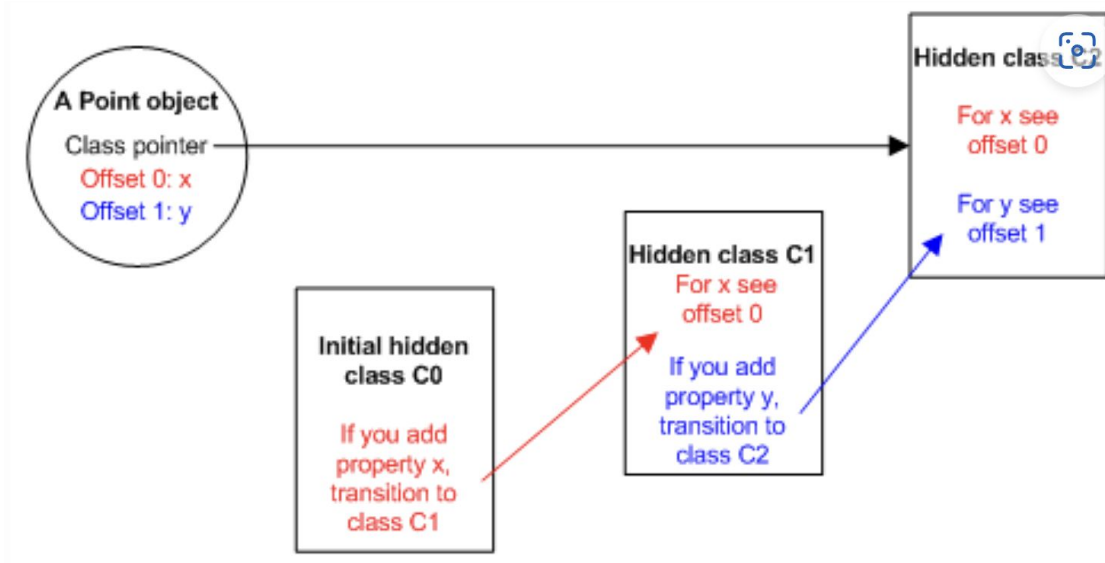 A Point object
Class pointer
Offset 0: x
Offset 1: y
Initial hidden
class C0
If you add
property x,
transition to
class C1
Hidden class C1
For x see
offset 0
If you add
property y,
transition to
class C2
Hidden class C2
For x see
offset 0
For y see
offset 1